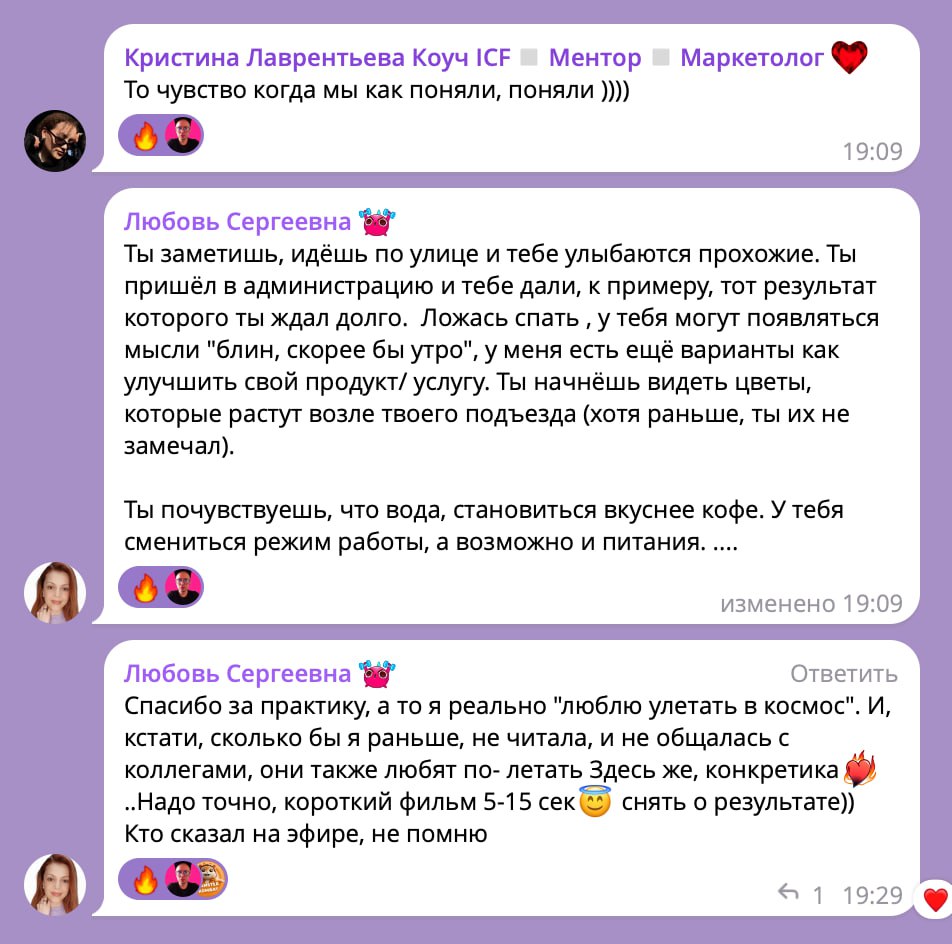 Кристина Лаврентьева Коуч ICF ◻️ Ментор ◻️ Маркетолог
То чувство когда мы как поняли, поняли ))))
19:09
Любовь Сергеевна
Ты заметишь, идёшь по улице и тебе улыбаются прохожие. Ты
пришёл в администрацию и тебе дали, к примеру, тот результат
которого ты ждал долго. Ложась спать , у тебя могут появляться
мысли "блин, скорее бы утро", у меня есть ещё варианты как
улучшить свой продукт/ услугу. Ты начнёшь видеть цветы,
которые растут возле твоего подъезда (хотя раньше, ты их не
замечал).
Ты почувствуешь, что вода, становиться вкуснее кофе. У тебя
смениться режим работы, а возможно и питания. ....
изменено 19:09
Любовь Сергеевна
Ответить
Спасибо за практику, а то я реально "люблю улетать в космос". И,
кстати, сколько бы я раньше, не читала, и не общалась с
коллегами, они также любят по- летать Здесь же, конкретика
..Надо точно, короткий фильм 5-15 сек😇 снять о результате))
Кто сказал на эфире, не помню
1 19:29